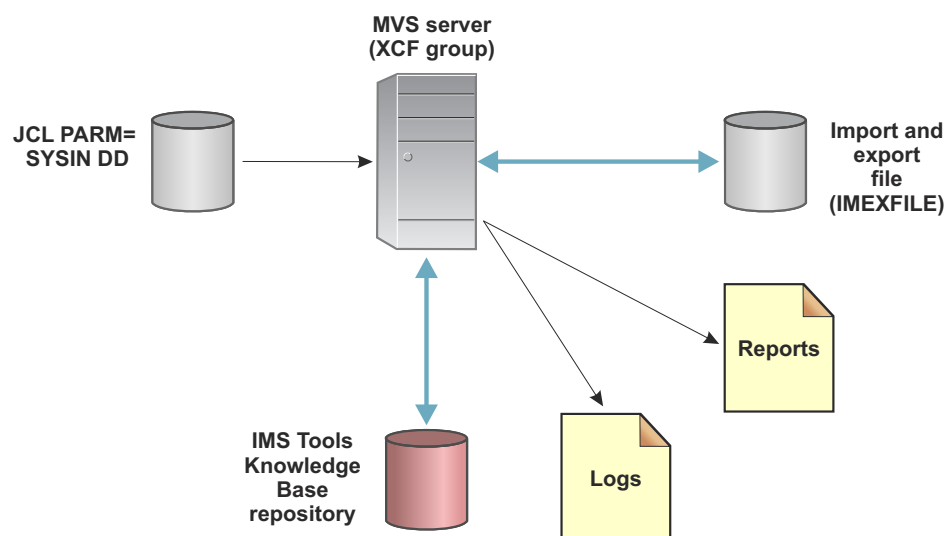 MVS server
(XCF group)
JCL PARM=
SYSIN DD
Import and
export
file
(IMEXFILE)
Reports
IMS Tools
Knowledge
Base
repository
Logs